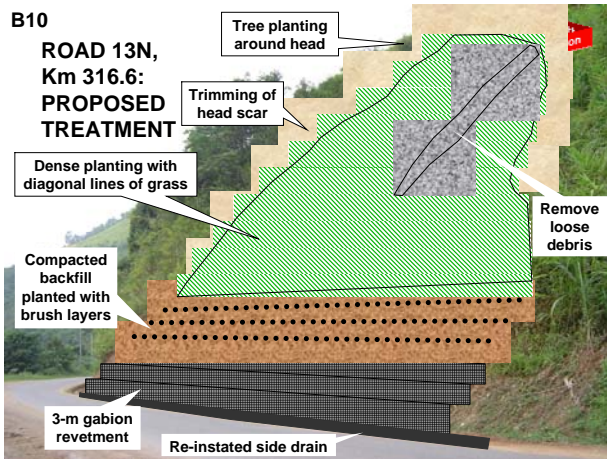 B10
ROAD 13N,
Km 316.6:
PROPOSED
TREATMENT
Tree planting
around head
Trimming of
head scar
Dense planting with
diagonal lines of grass
Remove
loose
debris
Compacted
backfill
planted with
brush layers
3-m gabion
revetment
Re-instated side drain